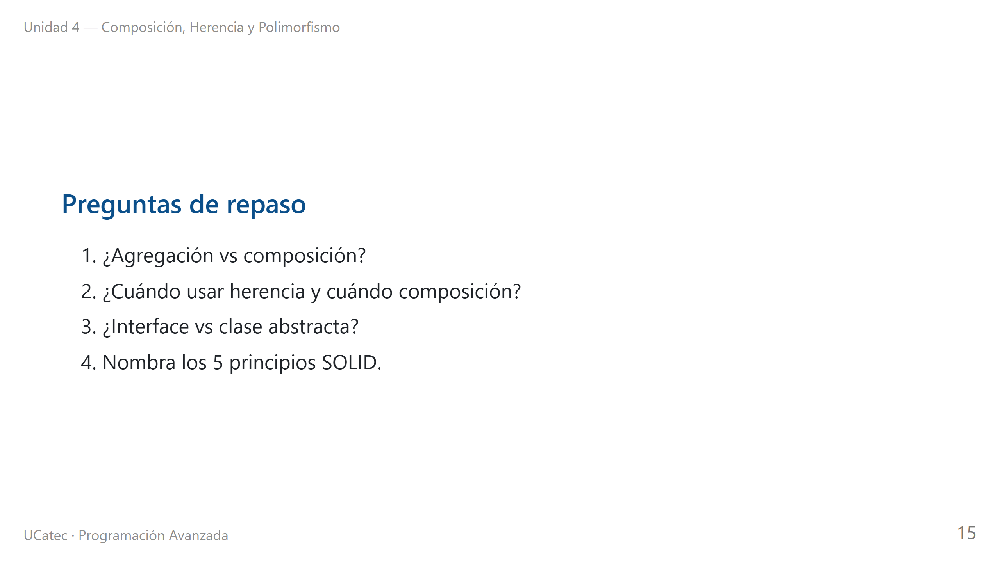 Unidad 4 — Composición, Herencia y Polimorfismo
Preguntas de repaso
1. ¿Agregación vs composición?
2. ¿Cuándo usar herencia y cuándo composición?
3. ¿Interface vs clase abstracta?
4. Nombra los 5 principios SOLID.
UCatec · Programación Avanzada
15